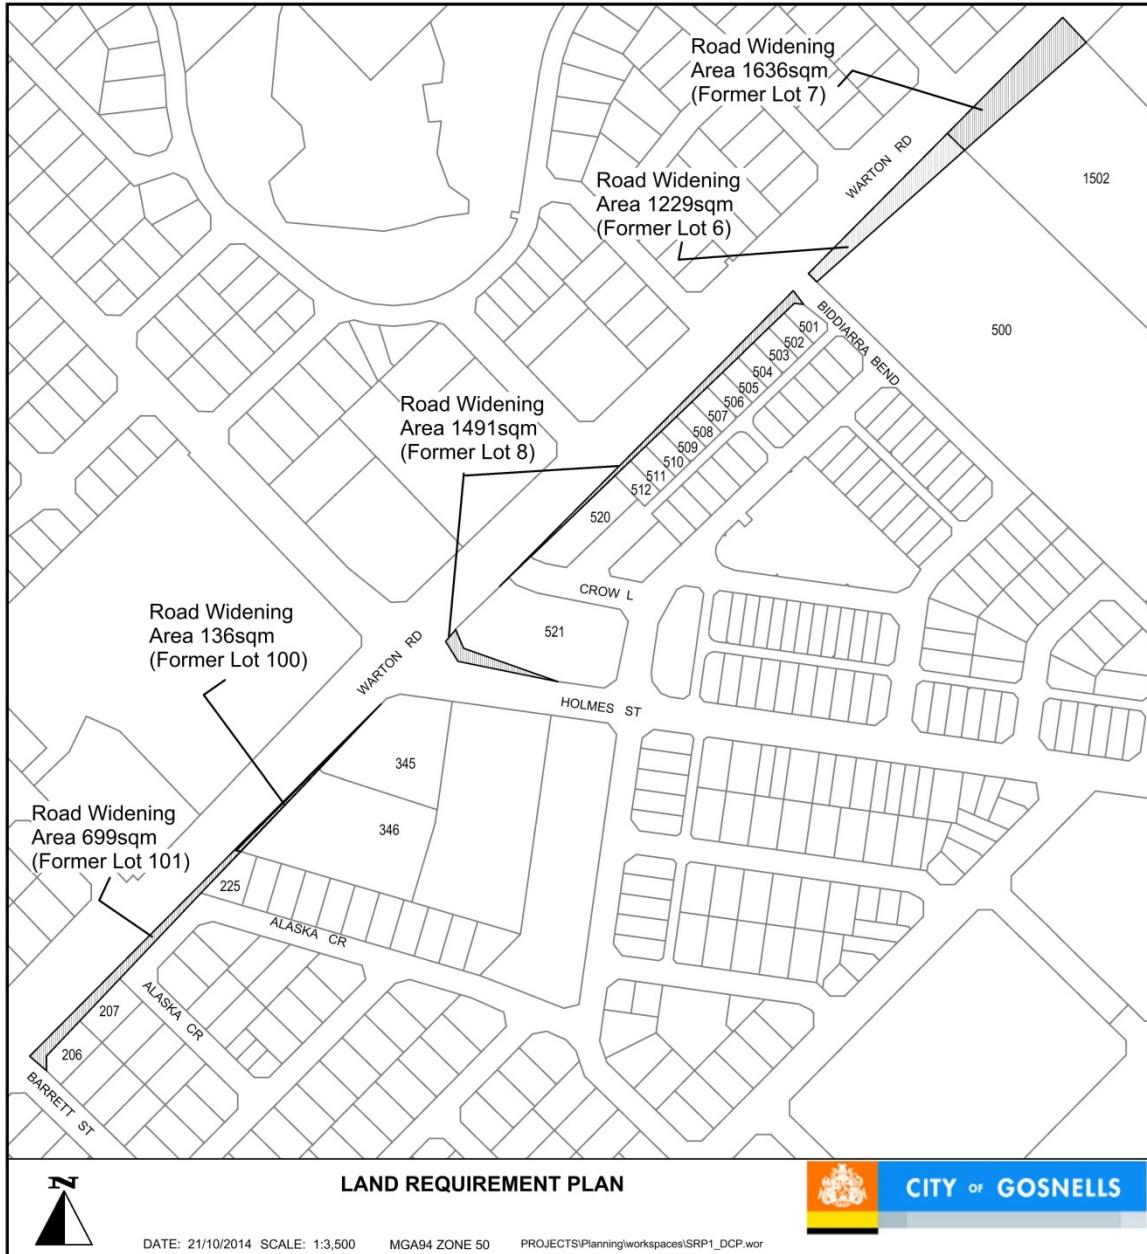 Road Widening
Area 1636sqm
(Former Lot 7)
WARTON RD
1502
Road Widening
Area 1229sqm
(Former Lot 6)
500
BIDDIARRA BEND
501
502
503
504
505
506
507
508
509
510
511
512
520
Road Widening
Area 1491sqm
(Former Lot 8)
CROW L
521
Road Widening
Area 136sqm
(Former Lot 100)
WARTON RD
HOLMES ST
345
346
Road Widening
Area 699sqm
(Former Lot 101)
225
ALASKA CR
ALASKA CR
207
206
BARRETT ST
N
LAND REQUIREMENT PLAN
CITY OF GOSNELLS
DATE: 21/10/2014 SCALE: 1:3,500 MGA94 ZONE 50 PROJECTS\Planning\workspaces\SRP1_DCP.wor